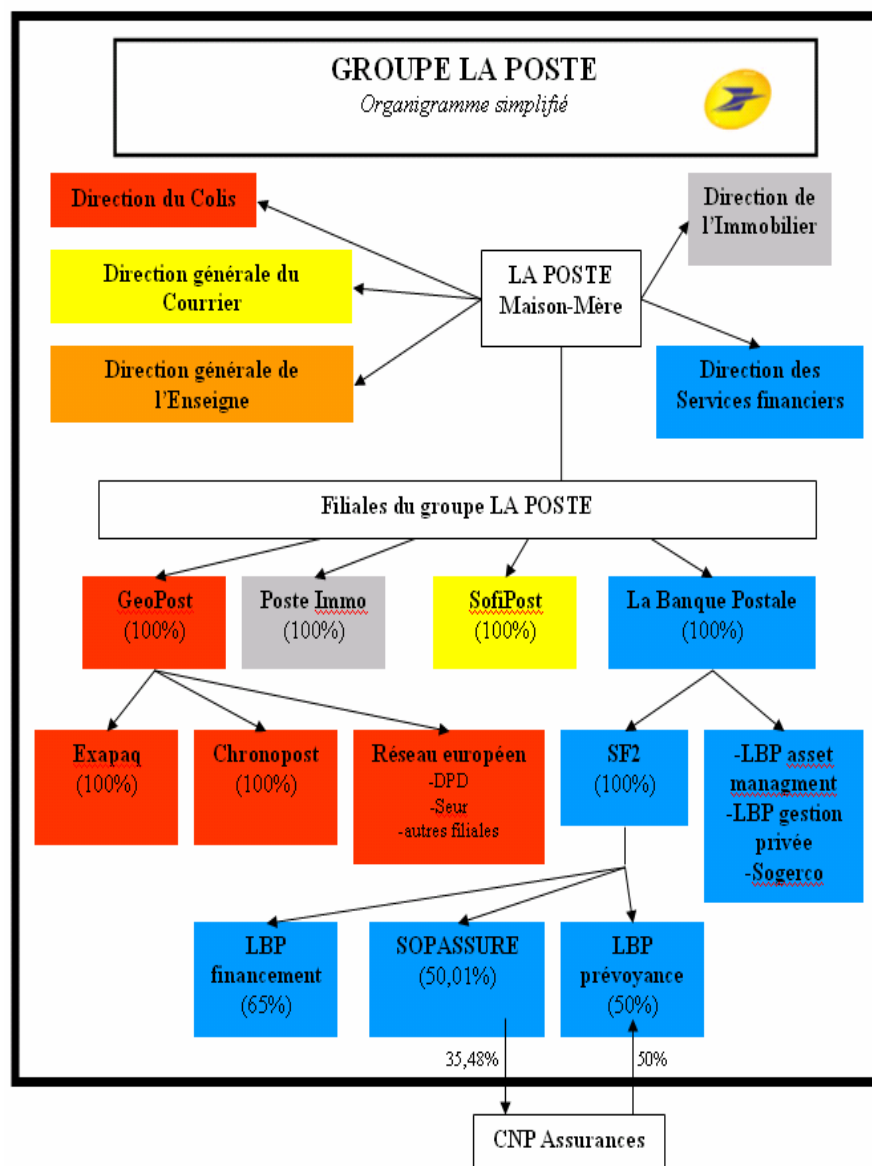 GROUPE LA POSTE
Organigramme simplifié
Direction du Colis
Direction de
l'Immobilier
Direction générale du
Courrier
LA POSTE
Maison-Mère
Direction générale de
l'Enseigne
Direction des
Services financiers
Filiales du groupe LA POSTE
GeoPost
(100%)
Poste Immo
(100%)
SofiPost
(100%)
La Banque Postale
(100%)
Exapaq
(100%)
Chronopost
(100%)
Réseau européen
-DPD
-Seur
-autres filiales
SF2
(100%)
-LBP asset
managment
-LBP gestion
privée
-Sogerco
LBP
financement
(65%)
SOPASSURE
(50,01%)
LBP
prévoyance
(50%)
35,48%
50%
CNP Assurances